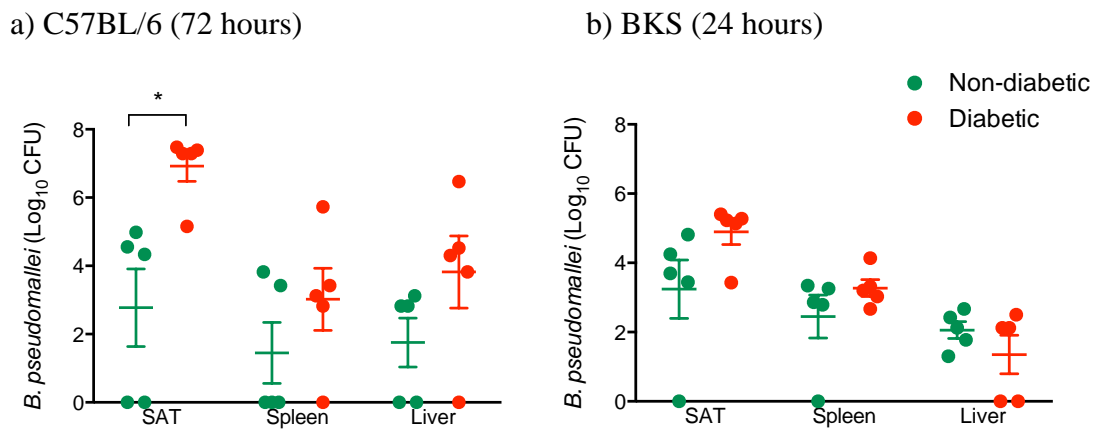 a) C57BL/6 (72 hours)
b) BKS (24 hours)
Non-diabetic
Diabetic
*
B. pseudomallei (Log10 CFU)
8
6
4
2
0
SAT
Spleen
Liver
B. pseudomallei (Log10 CFU)
8
6
4
2
0
SAT
Spleen
Liver